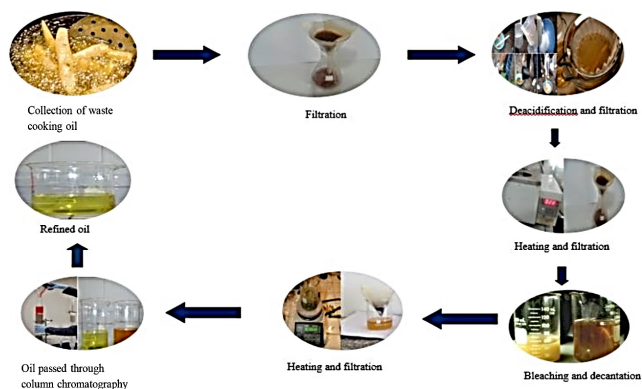 Collection of waste
cooking oil
Filtration
Deacidification and filtration
Heating and filtration
Bleaching and decantation
Heating and filtration
Oil passed through
column chromatography
Refined oil